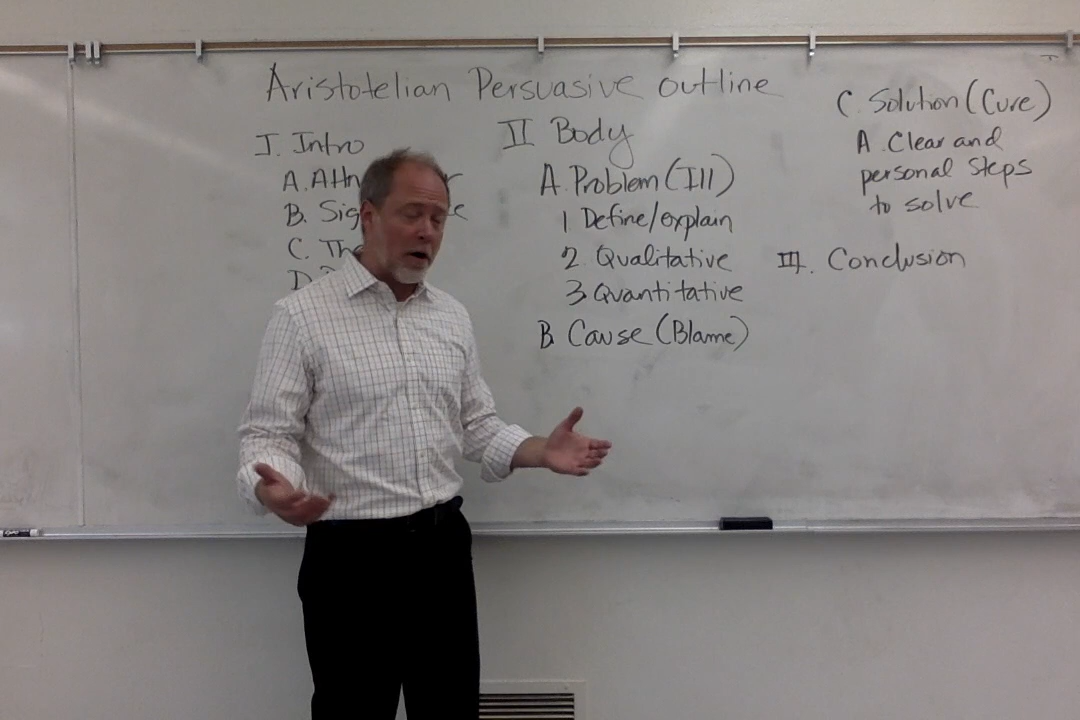 Aristotelian Persuasive outline
I. Intro
A. Attn
B. Sig
C. The
D.
II Body
A. Problem (Ill)
1 Define/explain
2. Qualitative
3 Quantitative
B. Cause (Blame)
C. Solution (Cure)
A. Clear and
personal steps
to solve
III. Conclusion